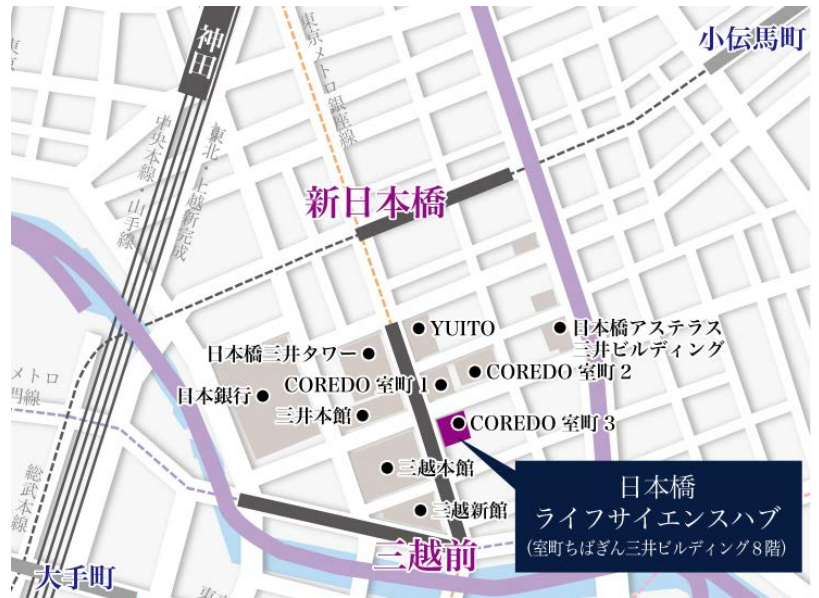 小伝馬町
神田
東京メトロ銀座線
東北・上越新完成
中央本線・山手線
新日本橋
YUITO
日本橋アステラス
三井ビルディング
日本橋三井タワー
COREDO 室町 2
COREDO 室町 1
日本銀行
三井本館
COREDO 室町 3
メトロ
門線
三越本館
総武本線
三越新館
日本橋
ライフサイエンスハブ
(室町ちばぎん三井ビルディング８階)
三越前
大手町